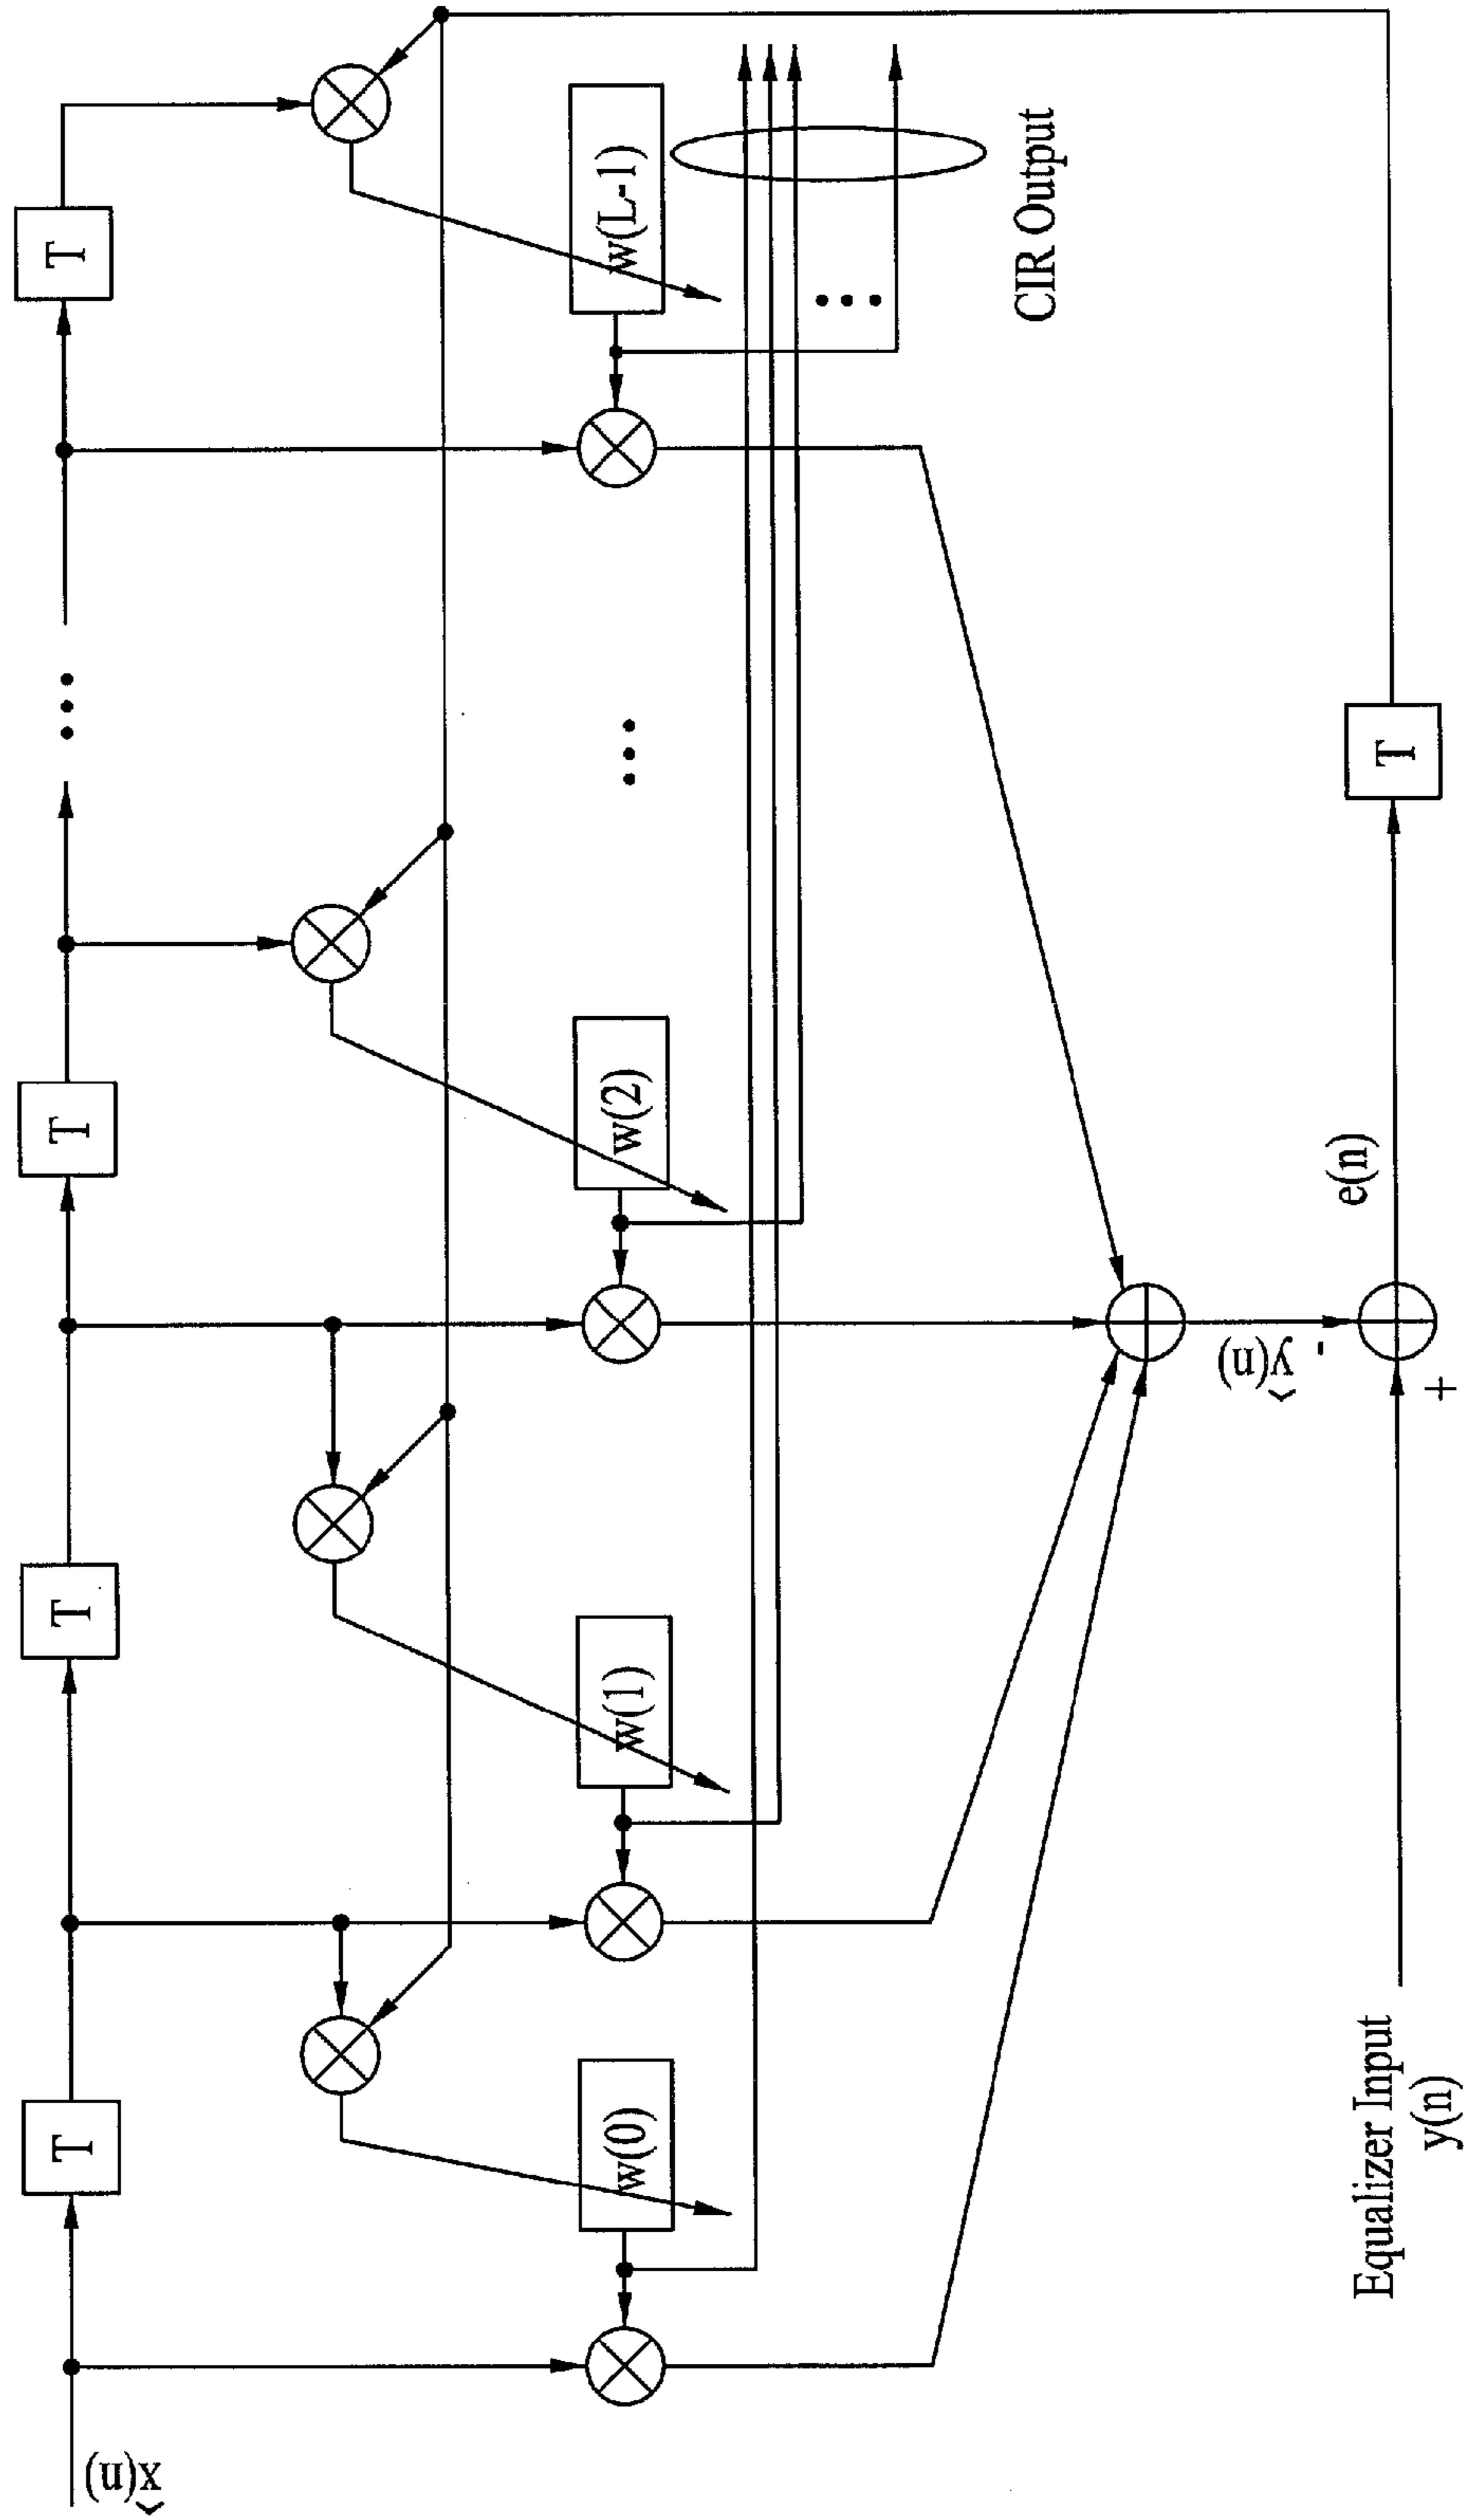 x̂(n)
T
T
T
...
T
w(0)
w(1)
w(2)
...
w(L-1)
...
CIR Output
ŷ(n)
-
+
e(n)
T
Equalizer Input
y(n)